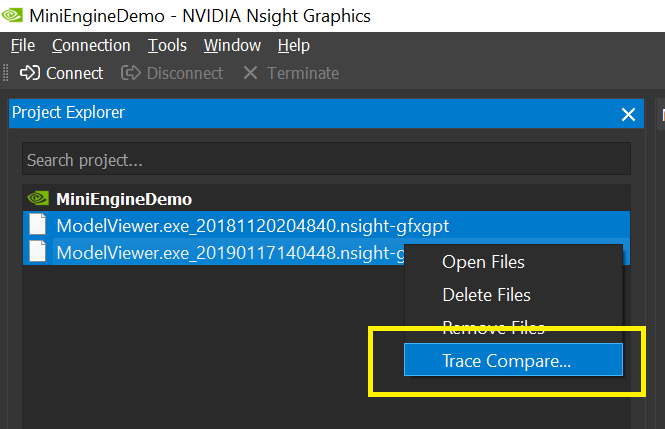 MiniEngineDemo - NVIDIA Nsight Graphics
File Connection Tools Window Help
Connect Disconnect Terminate
Project Explorer
Search project...
MiniEngineDemo
ModelViewer.exe_20181120204840.nsight-gfxgpt
ModelViewer.exe_20190117140448.nsight-g
Open Files
Delete Files
Remove Files
Trace Compare...